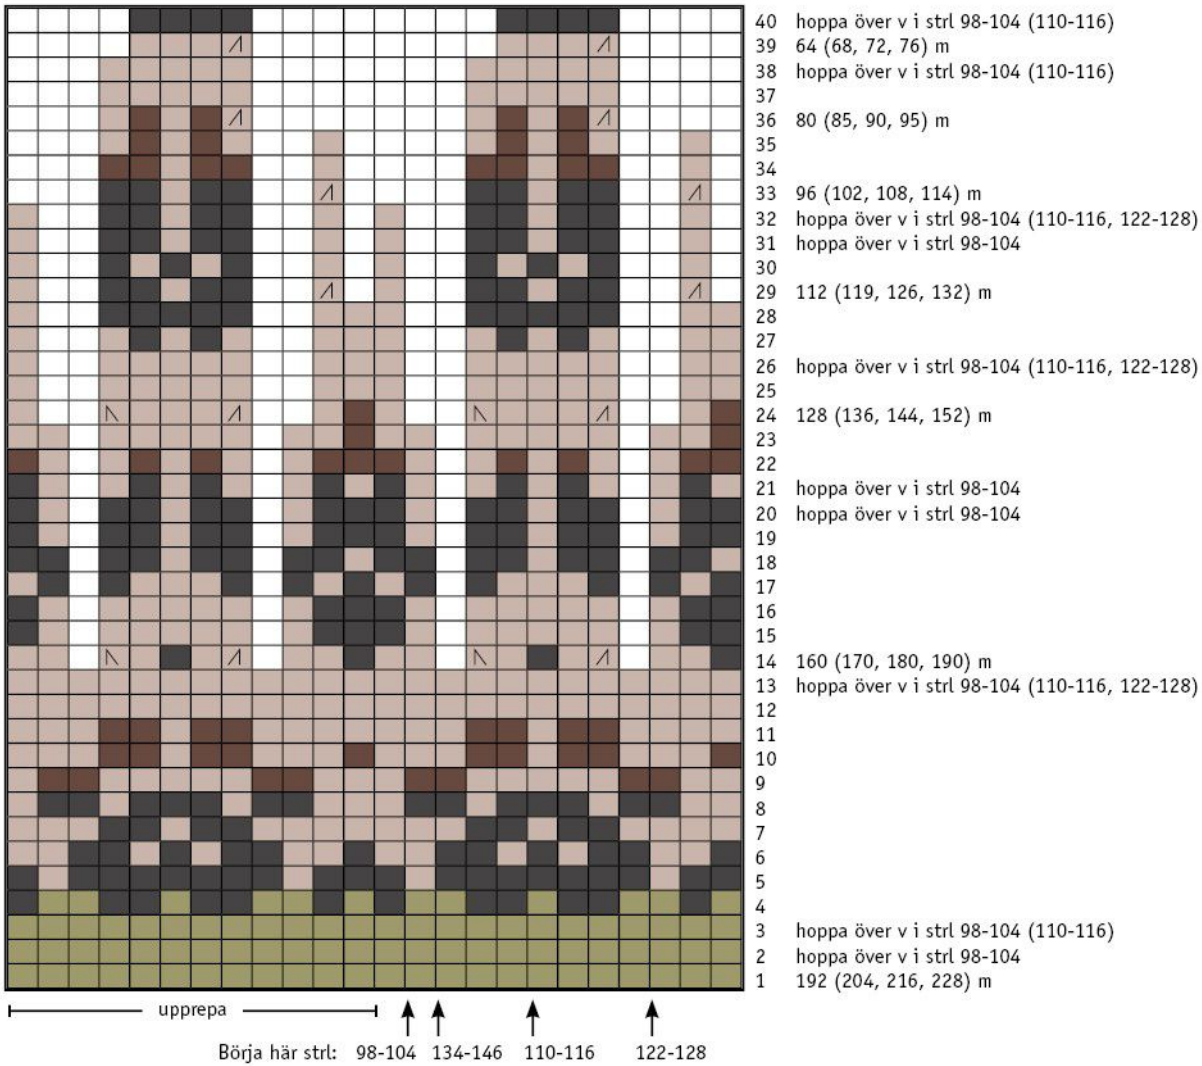 40 hoppa över v i strl 98-104 (110-116)
39 64 (68, 72, 76) m
38 hoppa över v i strl 98-104 (110-116)
37
36 80 (85, 90, 95) m
35
34
33 96 (102, 108, 114) m
32 hoppa över v i strl 98-104 (110-116, 122-128)
31 hoppa över v i strl 98-104
30
29 112 (119, 126, 132) m
28
27
26 hoppa över v i strl 98-104 (110-116, 122-128)
25
24 128 (136, 144, 152) m
23
22
21 hoppa över v i strl 98-104
20 hoppa över v i strl 98-104
19
18
17
16
15
14 160 (170, 180, 190) m
13 hoppa över v i strl 98-104 (110-116, 122-128)
12
11
10
9
8
7
6
5
4
3 hoppa över v i strl 98-104 (110-116)
2 hoppa över v i strl 98-104
1 192 (204, 216, 228) m
upprepa
Börja här strl: 98-104 134-146 110-116 122-128